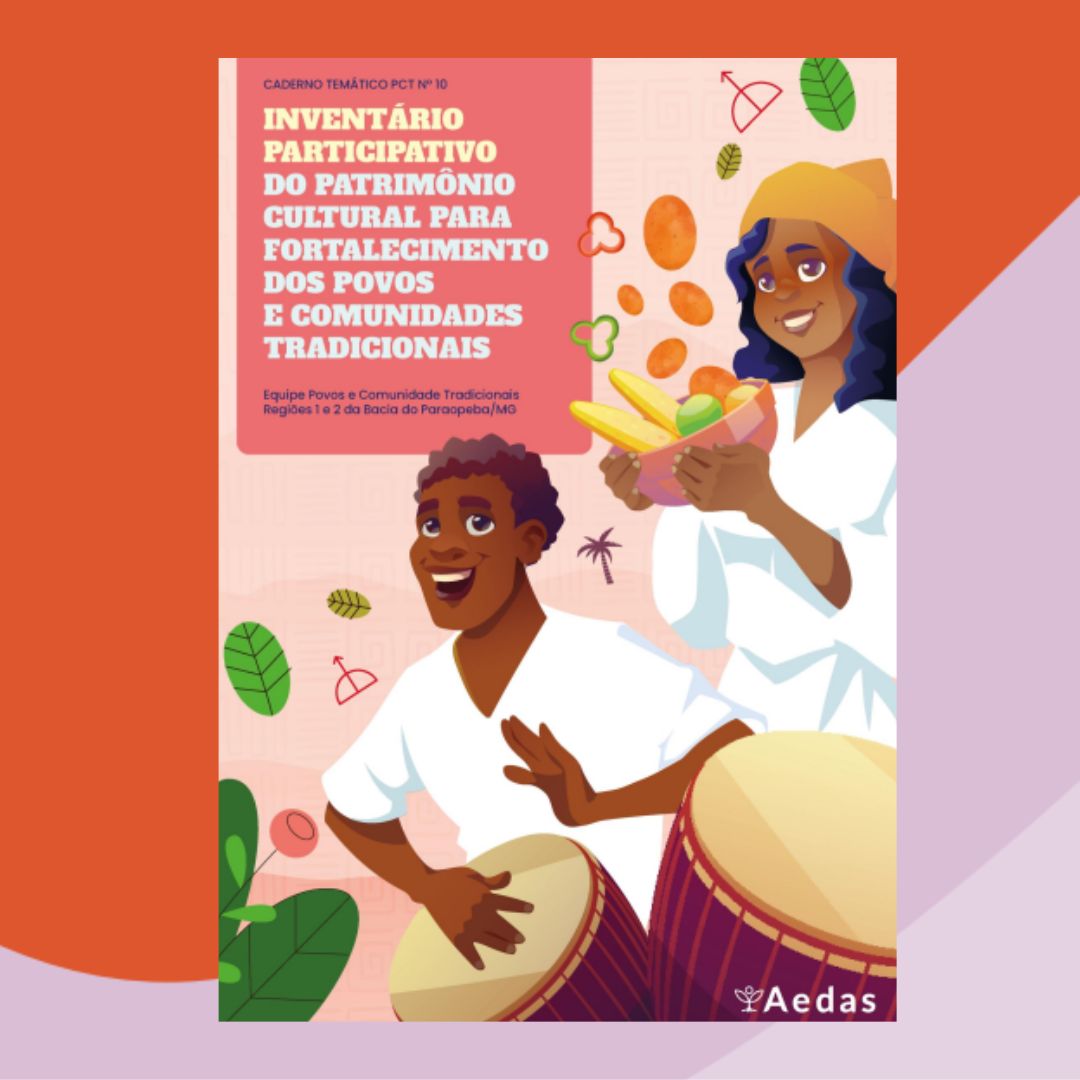 CADERNO TEMÁTICO PCT Nº 10
INVENTÁRIO
PARTICIPATIVO
DO PATRIMÔNIO
CULTURAL PARA
FORTALECIMENTO
DOS POVOS
E COMUNIDADES
TRADICIONAIS
Equipe Povos e Comunidade Tradicionais
Regiões 1 e 2 da Bacia do Paraopeba/MG
Aedas